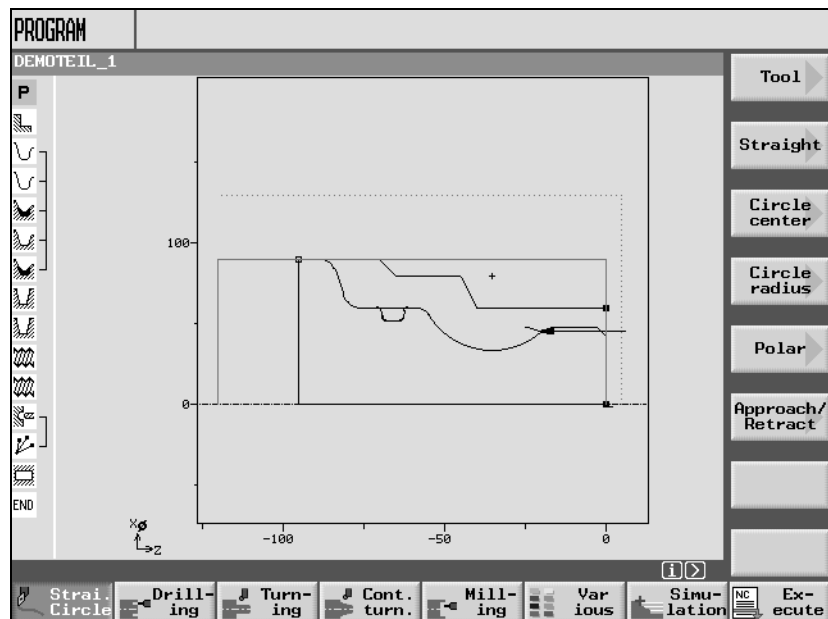 PROGRAM
DEMOTEIL_1
P
END
100
0
X
Z
-100
-50
0
i
Tool
Straight
Circle
center
Circle
radius
Polar
Approach/
Retract
Strai.
Circle
Drill-
ing
Turn-
ing
Cont.
turn.
Mill-
ing
Var
ious
Simu-
lation
NC
Ex-
ecute